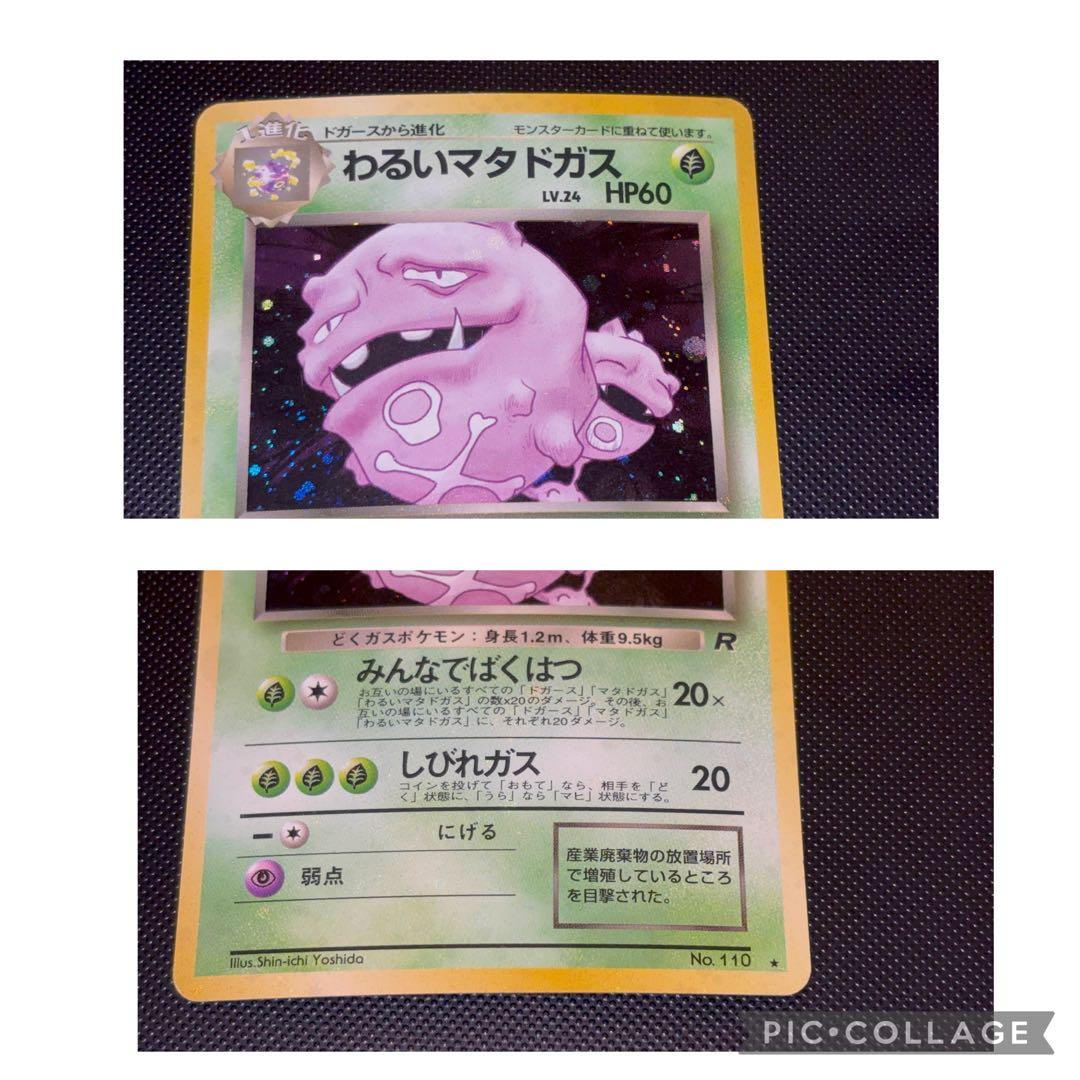 1進化 ドガースから進化 モンスターカードに重ねて使います。
わるいマタドガス
LV.24 HP60
どくガスポケモン：身長1.2m、体重9.5kg R
みんなでばくはつ
お互いの場にいるすべての「ドガース」「マタドガス」
「わるいマタドガス」の数x20のダメージ。その後、お
互いの場にいるすべての「ドガース」「マタドガス」
「わるいマタドガス」に、それぞれ20ダメージ。
20×
しびれガス
コインを投げて「おもて」なら、相手を「ど
く」状態に、「うら」なら「マヒ」状態にする。
20
にげる
弱点
産業廃棄物の放置場所
で増殖しているところ
を目撃された。
Illus.Shin-ichi Yoshida No. 110 ★
PIC•COLLAGE